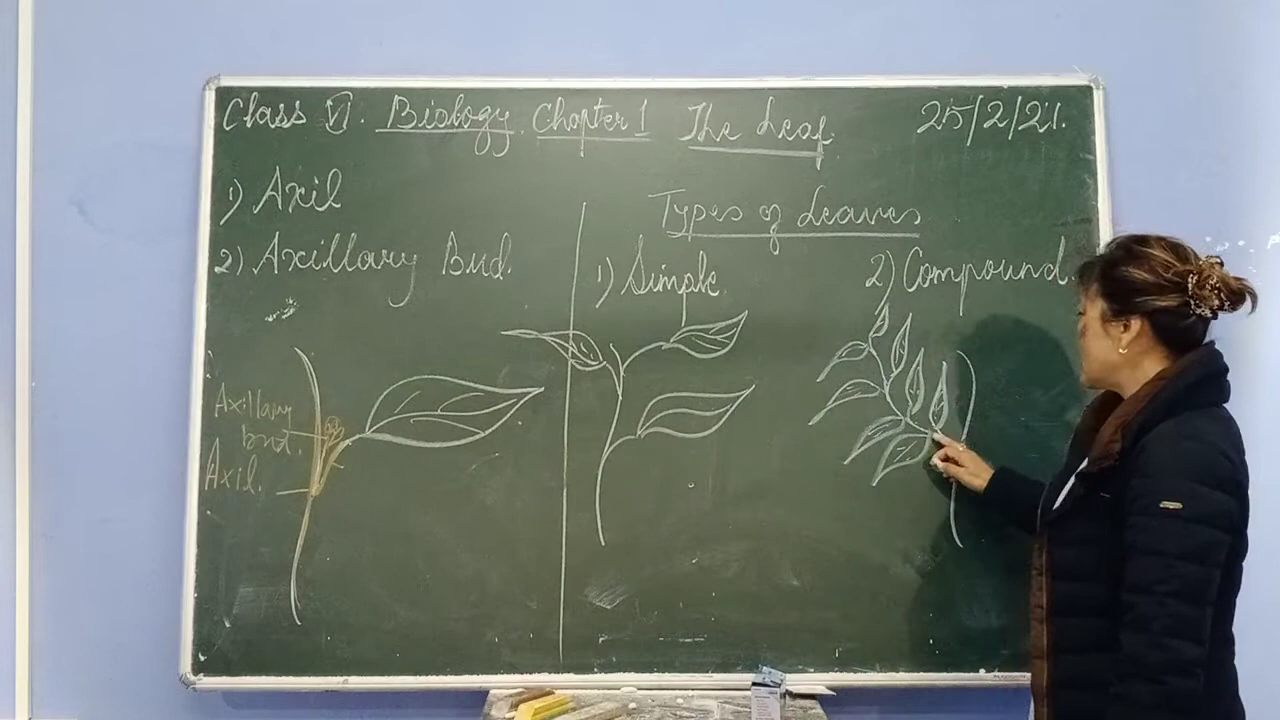 Class VI. Biology Chapter 1 The Leaf. 25/2/21.
1) Axil
2) Axillary Bud.
Types of Leaves
1) Simple
2) Compound.
Axillary
bud.
Axil.